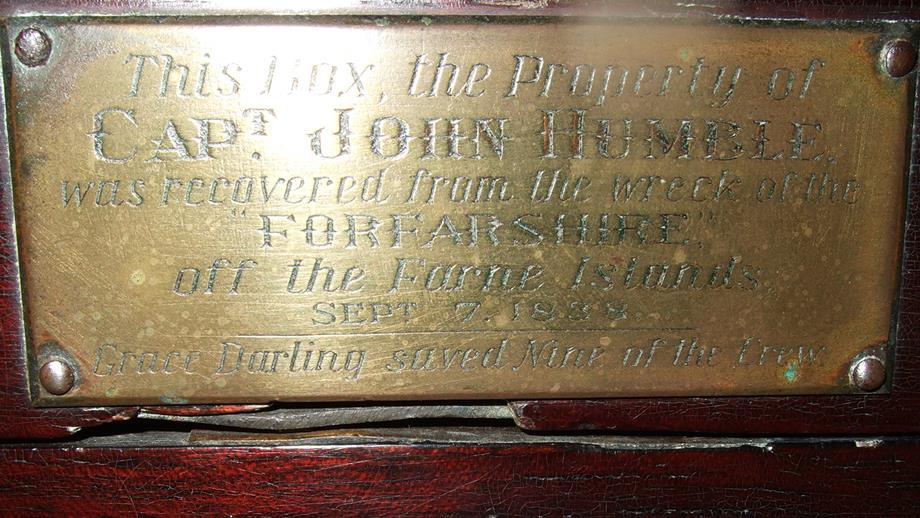 This Box, the Property of
CAPT. JOHN HUMBLE,
was recovered from the wreck of the
"FORFARSHIRE",
off the Farne Islands,
SEPT. 7, 1838.
Grace Darling saved Nine of the Crew